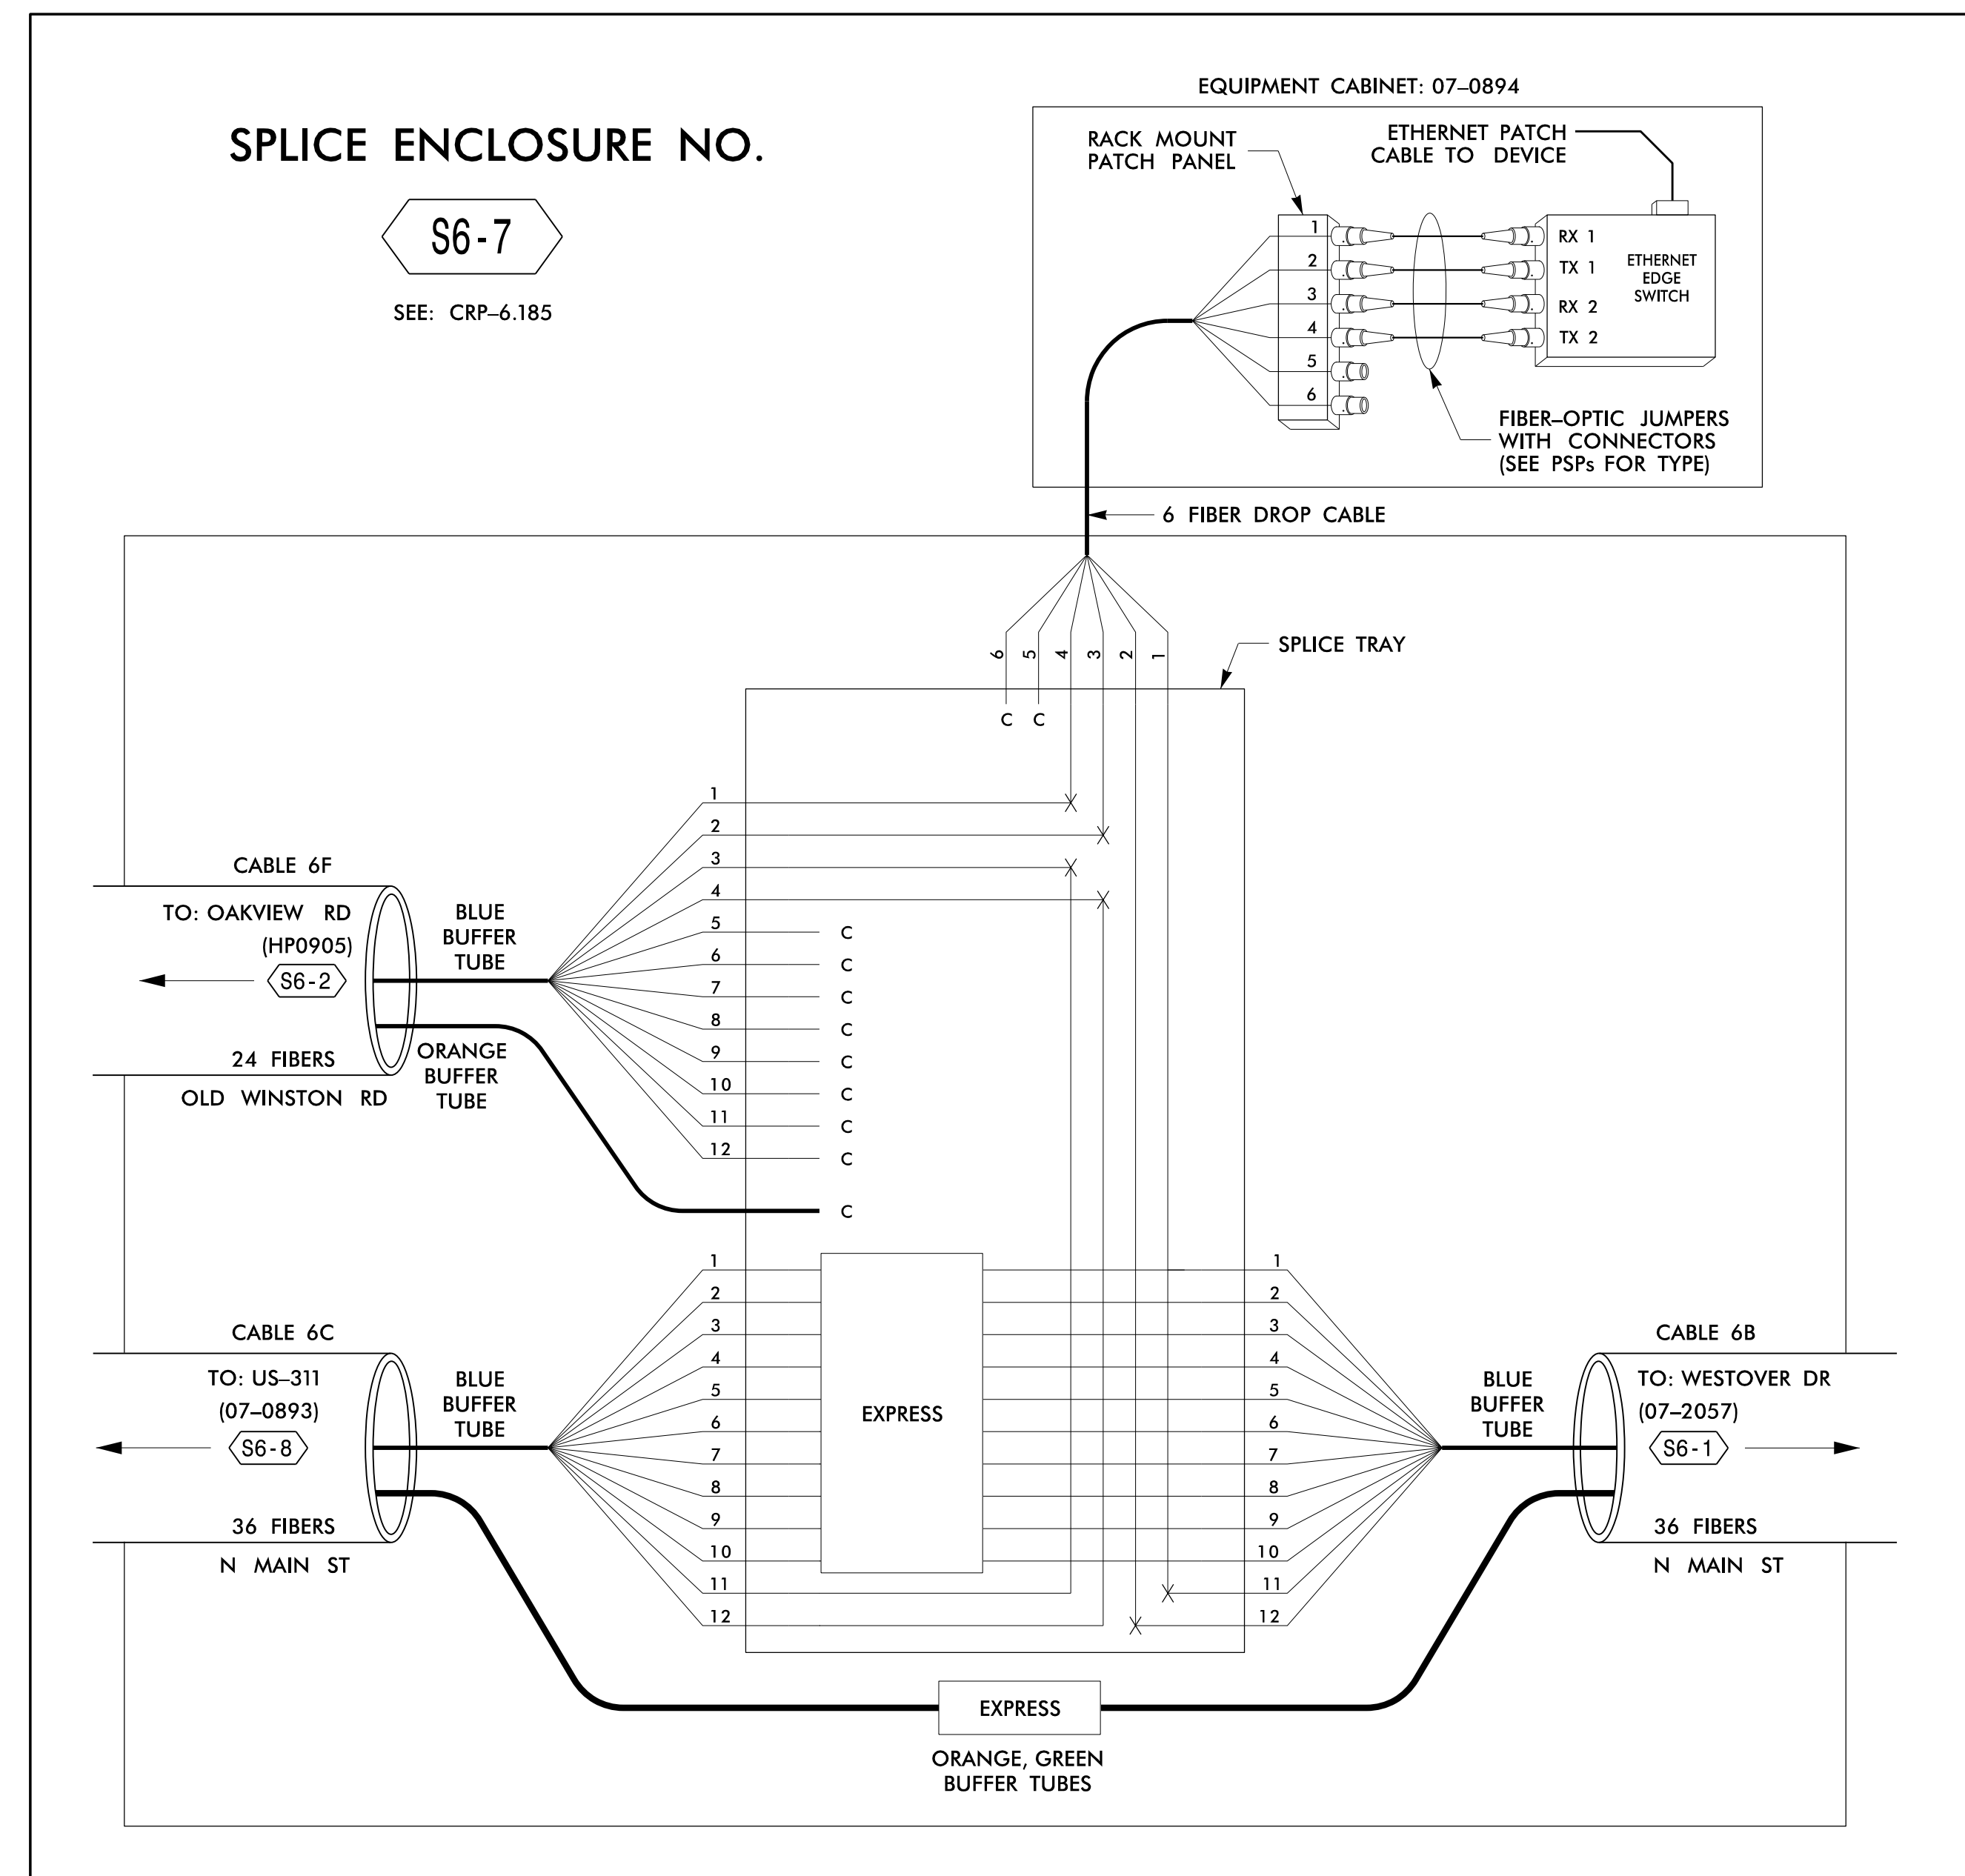 SPLICE ENCLOSURE NO.
S6-7
SEE: CRP–6.185
EQUIPMENT CABINET: 07–0894
RACK MOUNT
PATCH PANEL
ETHERNET PATCH
CABLE TO DEVICE
1
2
3
4
5
6
RX 1
TX 1
RX 2
TX 2
ETHERNET
EDGE
SWITCH
FIBER–OPTIC JUMPERS
WITH CONNECTORS
(SEE PSPs FOR TYPE)
6 FIBER DROP CABLE
6 5 4 3 2 1
SPLICE TRAY
C C
CABLE 6F
TO: OAKVIEW RD
(HP0905)
S6-2
24 FIBERS
OLD WINSTON RD
BLUE
BUFFER
TUBE
ORANGE
BUFFER
TUBE
1
2
3
4
5 C
6 C
7 C
8 C
9 C
10 C
11 C
12 C
C
CABLE 6C
TO: US–311
(07–0893)
S6-8
36 FIBERS
N MAIN ST
BLUE
BUFFER
TUBE
1
2
3
4
5
6
7
8
9
10
11
12
EXPRESS
1
2
3
4
5
6
7
8
9
10
11
12
BLUE
BUFFER
TUBE
CABLE 6B
TO: WESTOVER DR
(07–2057)
S6-1
36 FIBERS
N MAIN ST
EXPRESS
ORANGE, GREEN
BUFFER TUBES